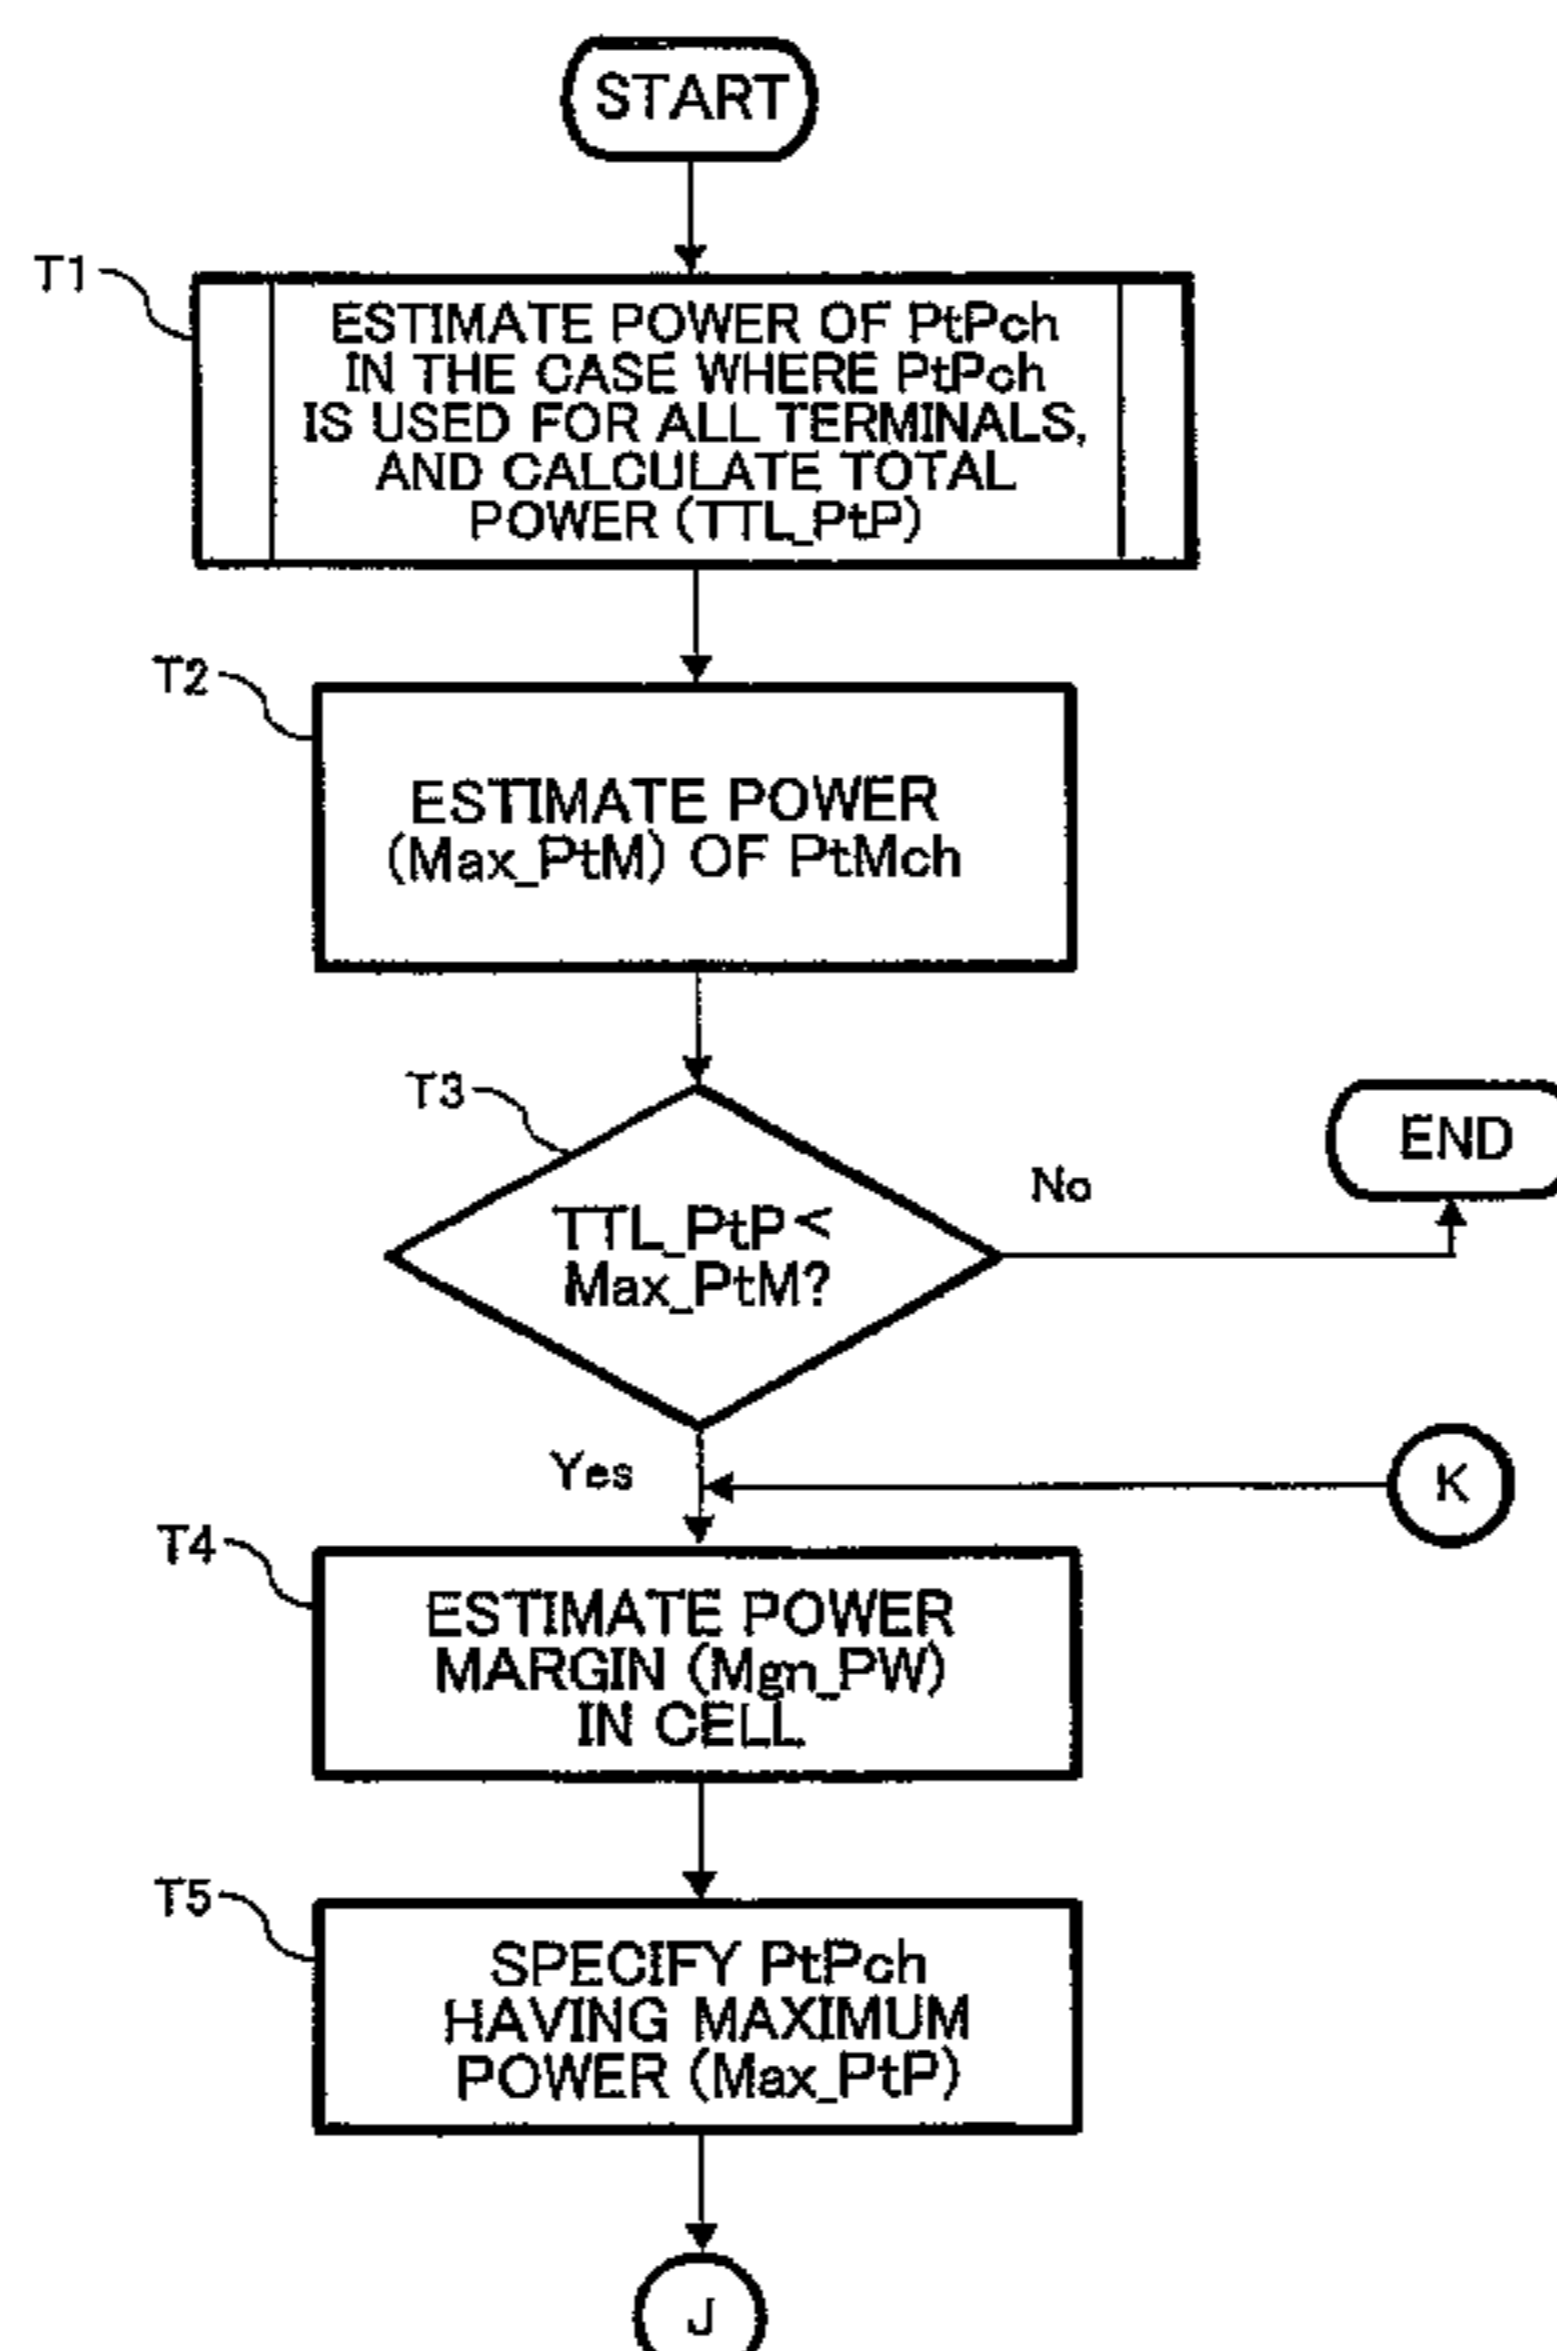 START
T1
ESTIMATE POWER OF PtPch
IN THE CASE WHERE PtPch
IS USED FOR ALL TERMINALS,
AND CALCULATE TOTAL
POWER (TTL_PtP)
T2
ESTIMATE POWER
(Max_PtM) OF PtMch
T3
TTL_PtP<
Max_PtM?
No
END
Yes
K
T4
ESTIMATE POWER
MARGIN (Mgn_PW)
IN CELL
T5
SPECIFY PtPch
HAVING MAXIMUM
POWER (Max_PtP)
J